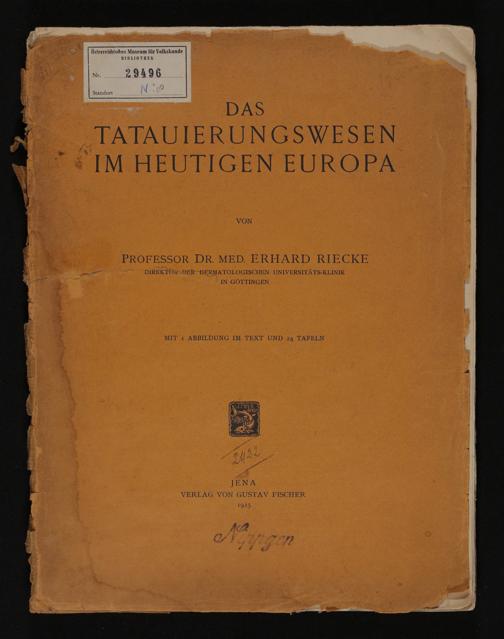 Österreichisches Museum für Volkskunde
BIBLIOTHEK
Nr. 29496
Standort
DAS
TATAUIERUNGSWESEN
IM HEUTIGEN EUROPA
VON
PROFESSOR DR. MED. ERHARD RIECKE
DIREKTOR DER DERMATOLOGISCHEN UNIVERSITÄTS-KLINIK
IN GÖTTINGEN
MIT 1 ABBILDUNG IM TEXT UND 24 TAFELN
JENA
VERLAG VON GUSTAV FISCHER
1925